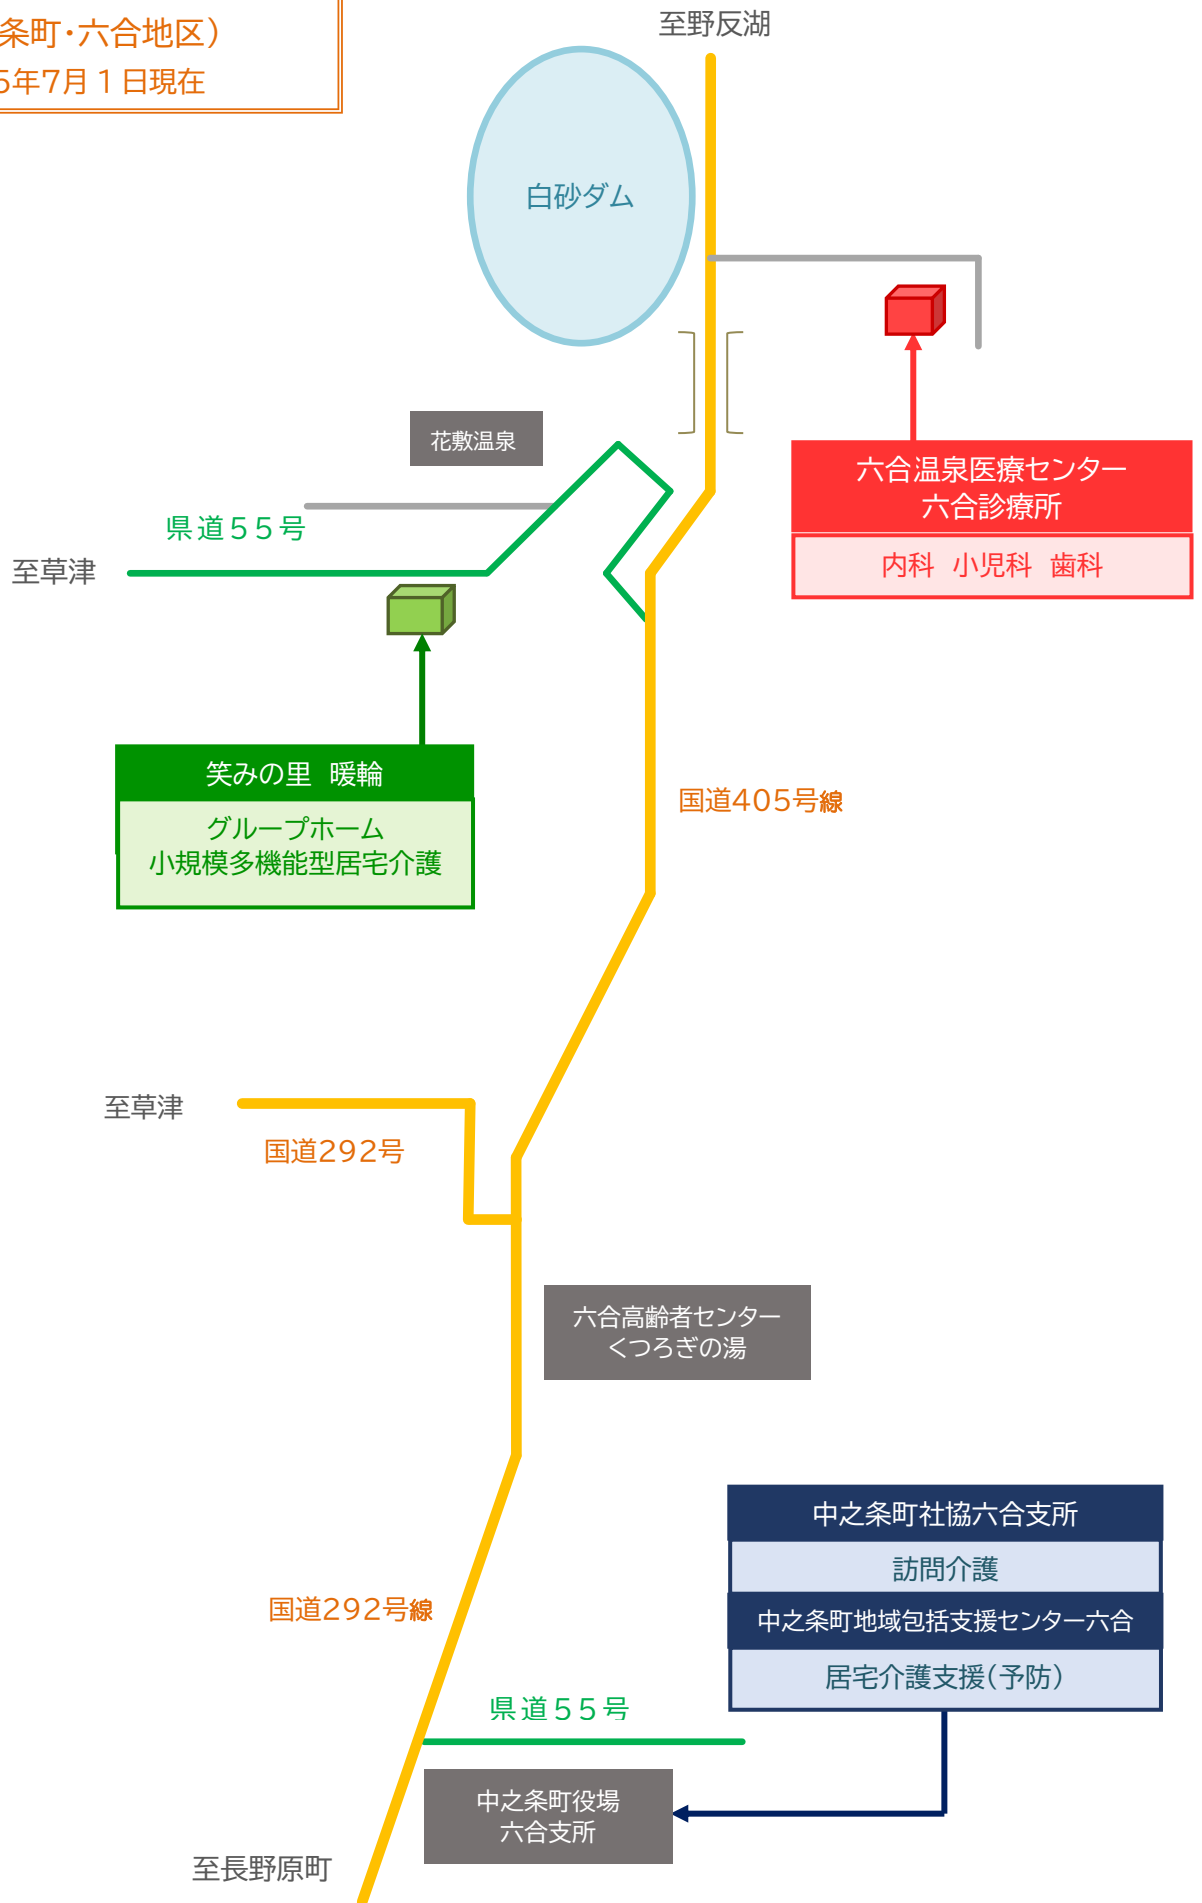 条町・六合地区）
5年7月１日現在
至野反湖
白砂ダム
花敷温泉
県道５５号
至草津
六合温泉医療センター
六合診療所
内科　小児科　歯科
笑みの里　暖輪
グループホーム
小規模多機能型居宅介護
国道405号線
至草津
国道292号
六合高齢者センター
くつろぎの湯
中之条町社協六合支所
訪問介護
中之条町地域包括支援センター六合
居宅介護支援（予防）
国道292号線
県道５５号
中之条町役場
六合支所
至長野原町